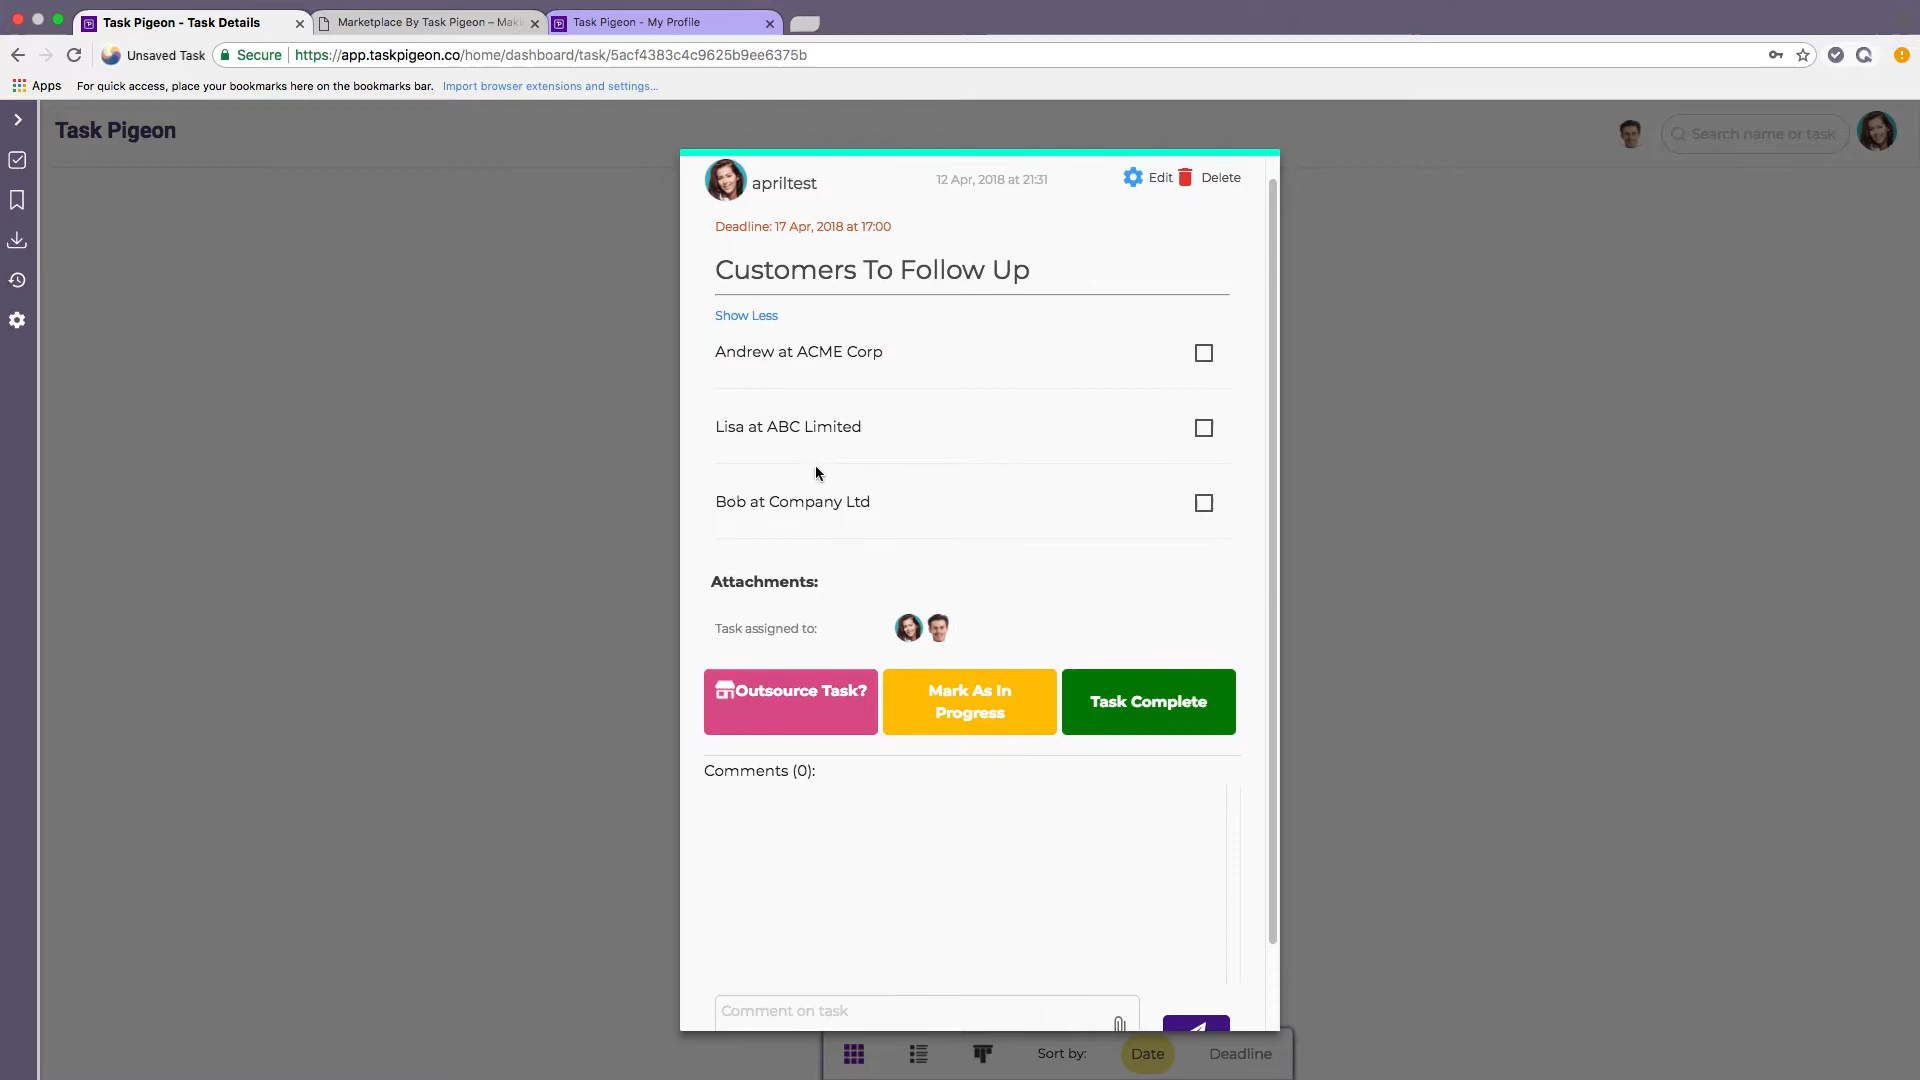 Task Pigeon - Task Details
Marketplace By Task Pigeon – Maki
Task Pigeon - My Profile
Unsaved Task
Secure
https://app.taskpigeon.co/home/dashboard/task/5acf4383c4c9625b9ee6375b
Apps
For quick access, place your bookmarks here on the bookmarks bar.
Import browser extensions and settings...
Task Pigeon
Search name or task
apriltest
12 Apr, 2018 at 21:31
Edit
Delete
Deadline: 17 Apr, 2018 at 17:00
Customers To Follow Up
Show Less
Andrew at ACME Corp
Lisa at ABC Limited
Bob at Company Ltd
Attachments:
Task assigned to:
Outsource Task?
Mark As In
Progress
Task Complete
Comments (0):
Comment on task
Sort by:
Date
Deadline